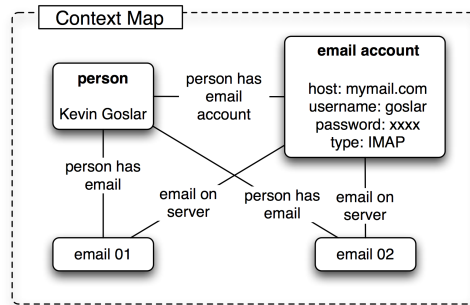 Context Map
person
Kevin Goslar
person has
email
account
email account
host: mymail.com
username: goslar
password: xxxx
type: IMAP
person has
email
email on
server
person has
email
email on
server
email 01
email 02